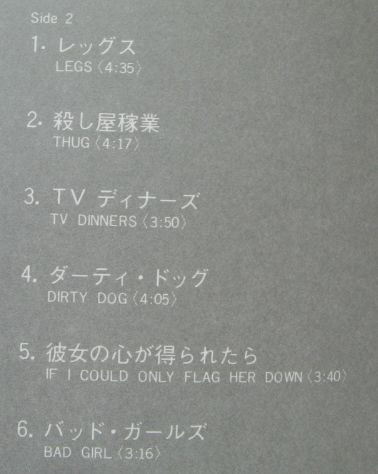 Side 2
1. レッグス
LEGS〈4:35〉
2. 殺し屋稼業
THUG〈4:17〉
3. TV ディナーズ
TV DINNERS〈3:50〉
4. ダーティ・ドッグ
DIRTY DOG〈4:05〉
5. 彼女の心が得られたら
IF I COULD ONLY FLAG HER DOWN〈3:40〉
6. バッド・ガールズ
BAD GIRL〈3:16〉